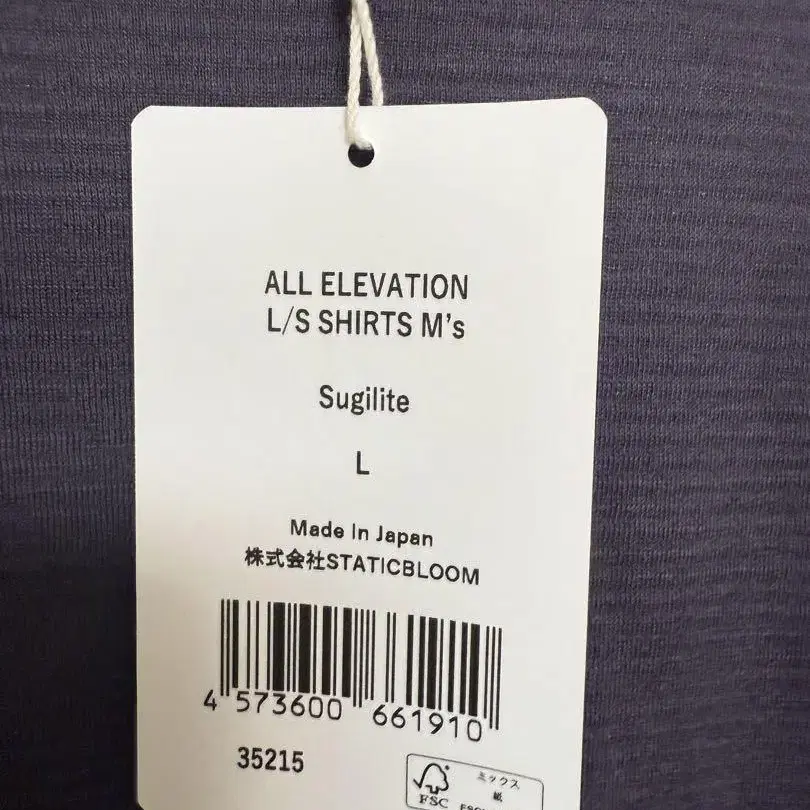 ALL ELEVATION
L/S SHIRTS M's
Sugilite
L
Made In Japan
株式会社STATICBLOOM
4 573600 661910
35215
ミックス
紙
FSC